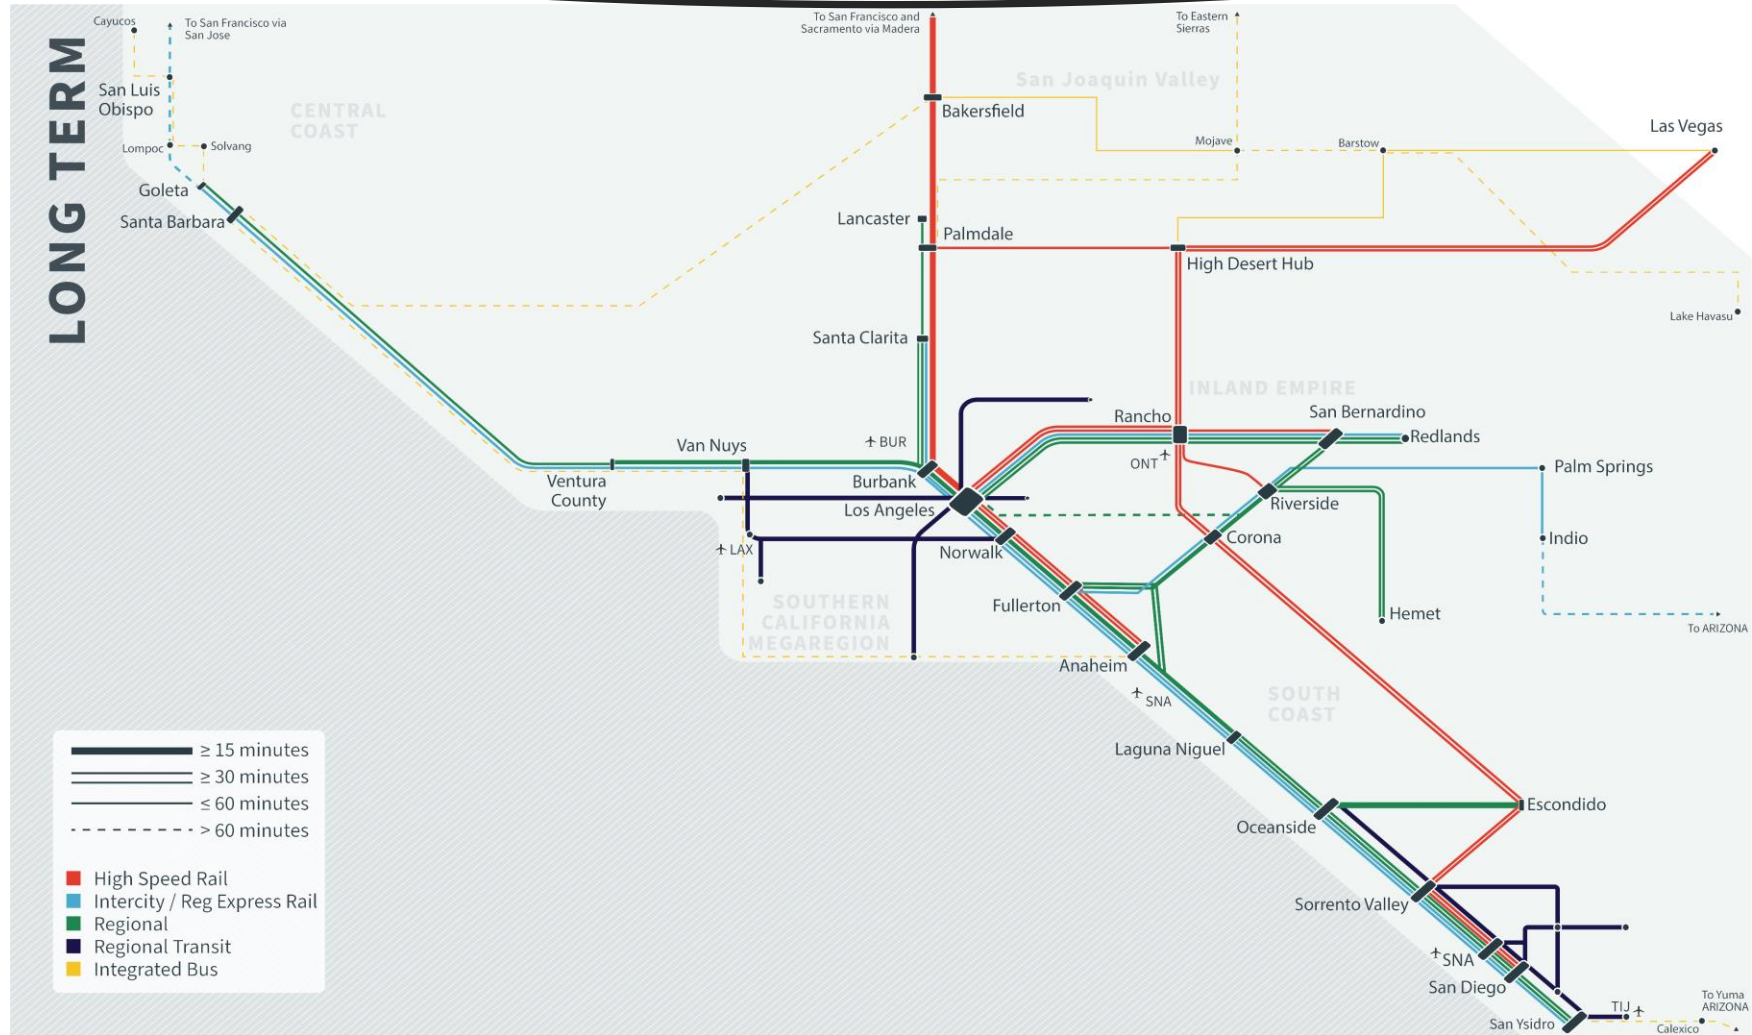 LONG TERM
Cayucos
To San Francisco via
San Jose
To San Francisco and
Sacramento via Madera
To Eastern
Sierras
San Joaquin Valley
CENTRAL
COAST
San Luis
Obispo
Bakersfield
Las Vegas
Lompoc
Solvang
Mojave
Barstow
Goleta
Santa Barbara
Lancaster
Palmdale
High Desert Hub
Lake Havasu
Santa Clarita
INLAND EMPIRE
Rancho
San Bernardino
Redlands
Van Nuys
BUR
ONT
Palm Springs
Burbank
Ventura
County
Los Angeles
Riverside
Norwalk
LAX
Corona
Indio
SOUTHERN
CALIFORNIA
MEGAREGION
Fullerton
Hemet
To ARIZONA
Anaheim
SNA
SOUTH
COAST
Laguna Niguel
Oceanside
Escondido
Sorrento Valley
SNA
San Diego
San Ysidro
TIJ
Calexico
To Yuma
ARIZONA
≥ 15 minutes
≥ 30 minutes
≤ 60 minutes
> 60 minutes
High Speed Rail
Intercity / Reg Express Rail
Regional
Regional Transit
Integrated Bus